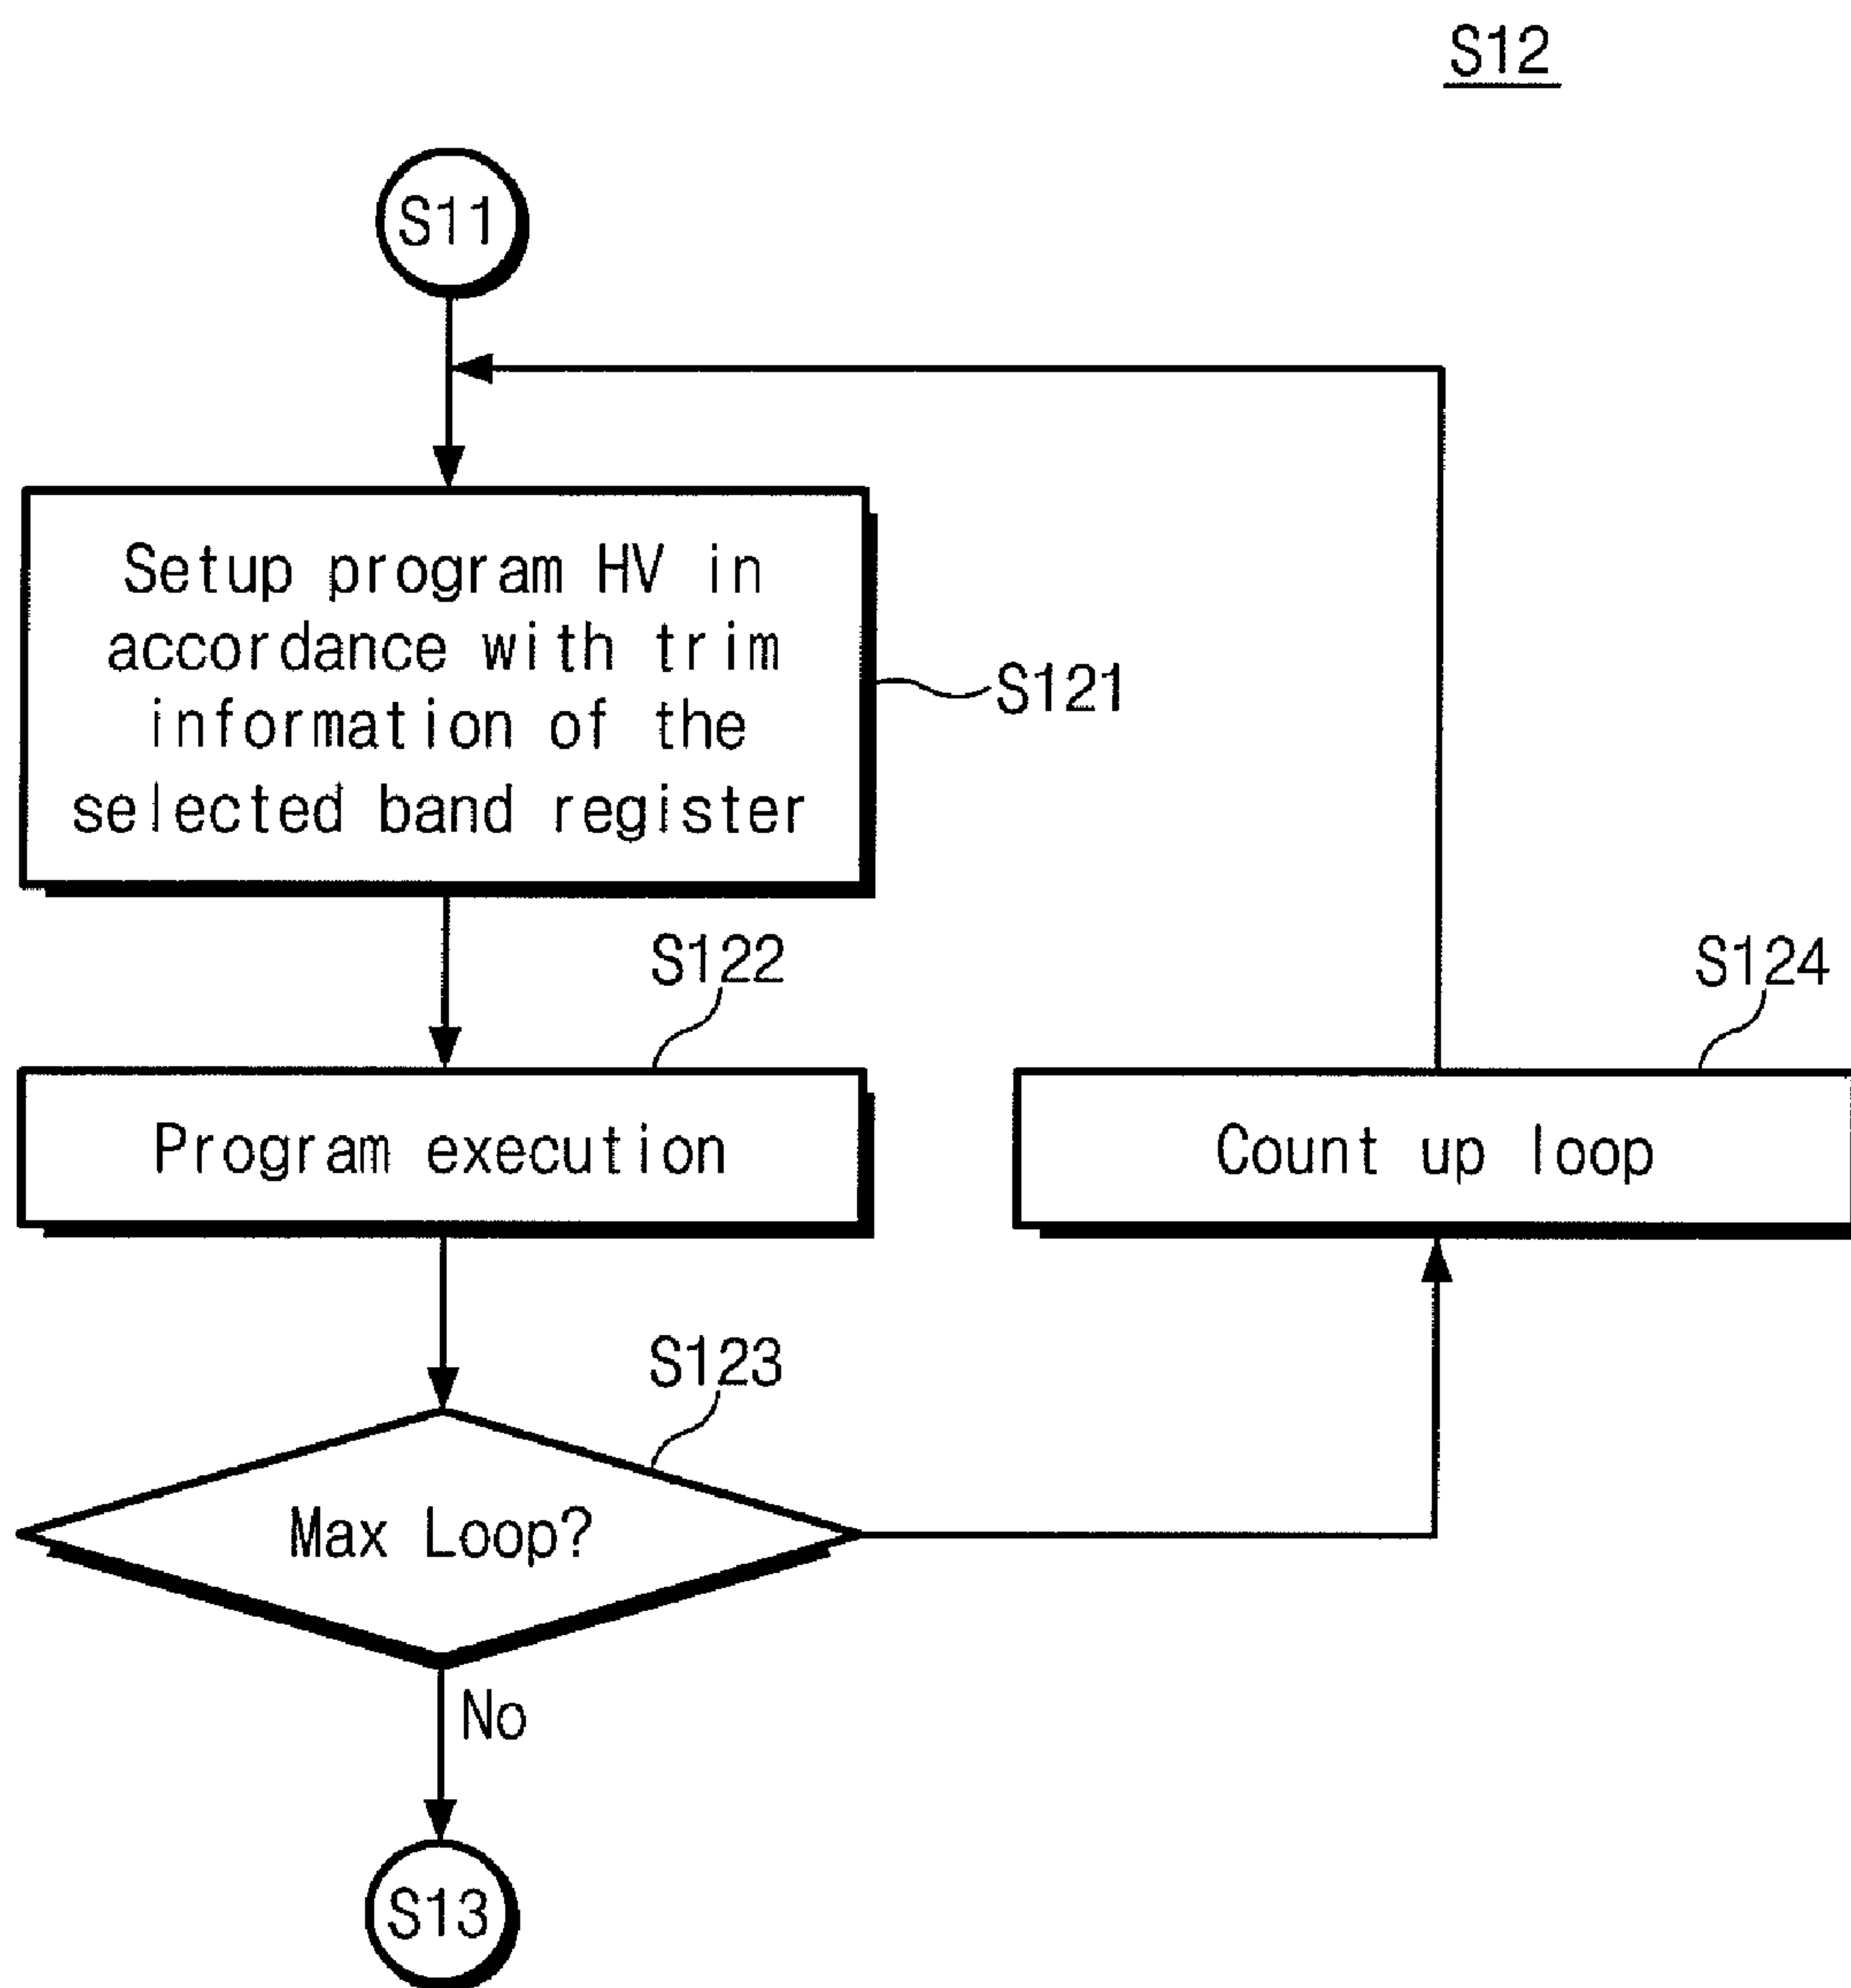 S12
S11
Setup program HV in
accordance with trim
information of the
selected band register
S121
S122
S124
Program execution
Count up loop
S123
Max Loop?
No
S13